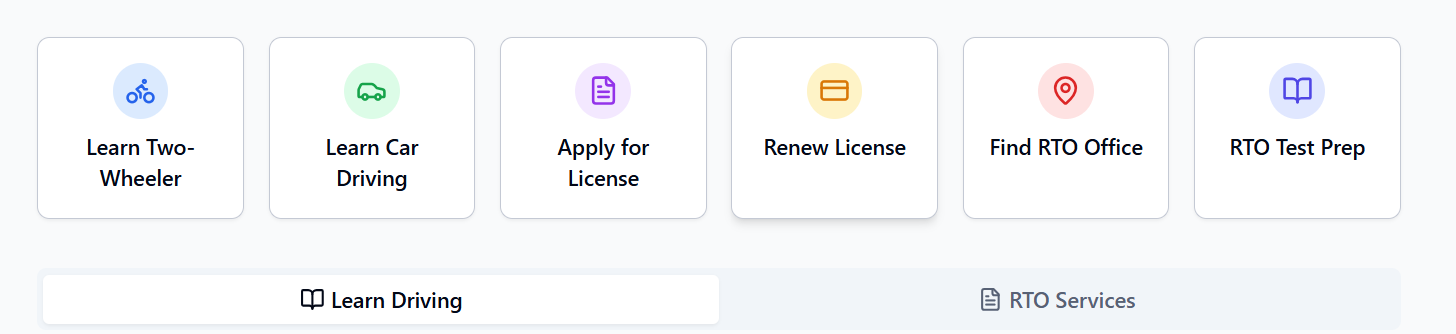 Learn Two-
Wheeler
Learn Car
Driving
Apply for
License
Renew License
Find RTO Office
RTO Test Prep
Learn Driving
RTO Services